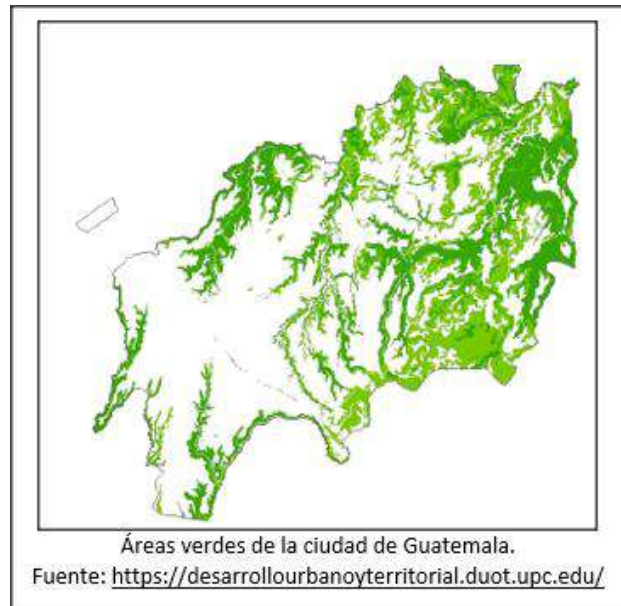 Áreas verdes de la ciudad de Guatemala.
Fuente: https://desarrollourbanoyterritorial.duot.upc.edu/